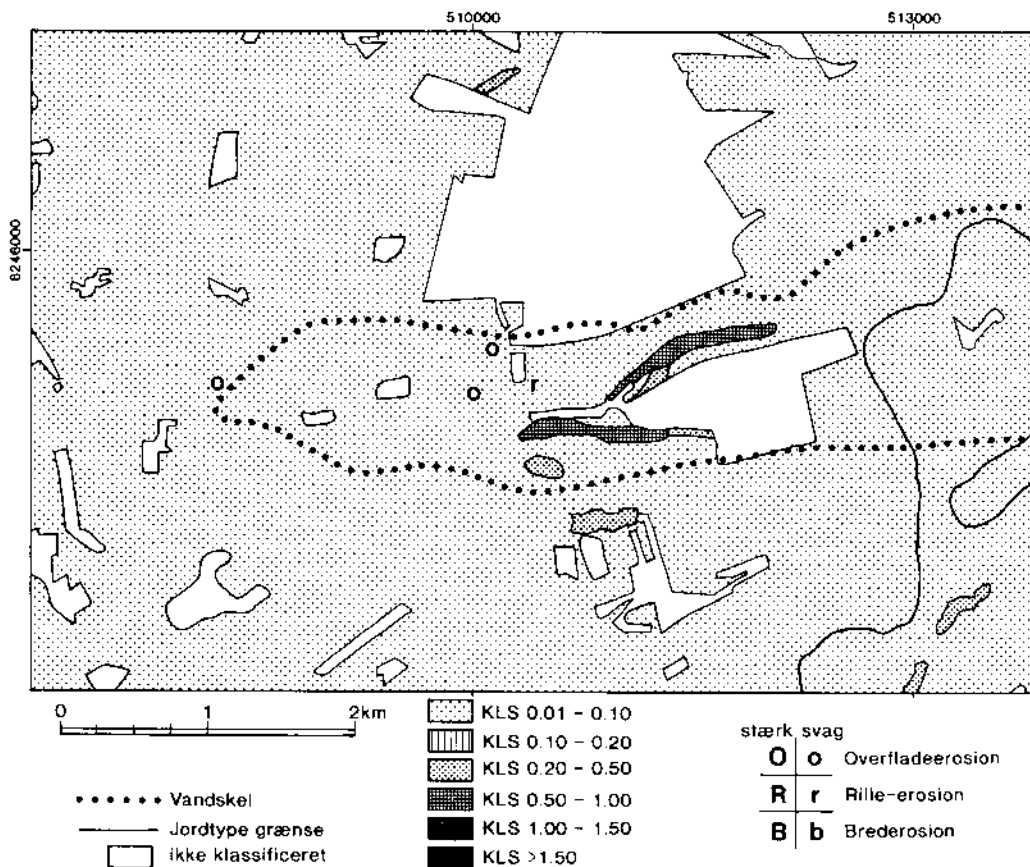 510000
513000
6246000
o
o
o
r
0 1 2km
Vandskel
Jordtype grænse
ikke klassificeret
KLS 0.01 - 0.10
KLS 0.10 - 0.20
KLS 0.20 - 0.50
KLS 0.50 - 1.00
KLS 1.00 - 1.50
KLS >1.50
stærk svag
O o Overfladeerosion
R r Rille-erosion
B b Brederosion